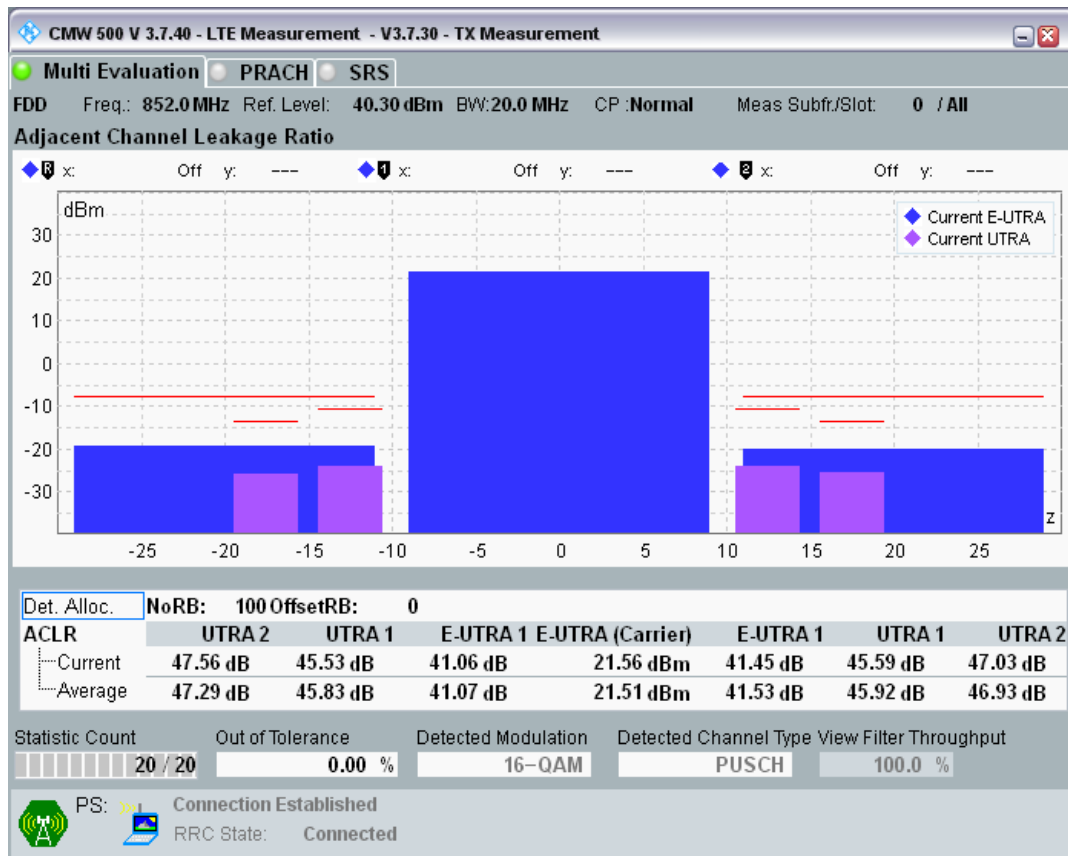 CMW 500 V 3.7.40 - LTE Measurement - V3.7.30 - TX Measurement
Multi Evaluation PRACH SRS
FDD Freq.: 852.0 MHz Ref. Level: 40.30 dBm BW:20.0 MHz CP :Normal Meas Subfr./Slot: 0 / All
Adjacent Channel Leakage Ratio
R x: Off y: --- 1 x: Off y: --- 2 x: Off y: ---
dBm
Current E-UTRA
Current UTRA
30
20
10
0
-10
-20
-30
z
-25 -20 -15 -10 -5 0 5 10 15 20 25
Det. Alloc. NoRB: 100 OffsetRB: 0
ACLR UTRA 2 UTRA 1 E-UTRA 1 E-UTRA (Carrier) E-UTRA 1 UTRA 1 UTRA 2
Current 47.56 dB 45.53 dB 41.06 dB 21.56 dBm 41.45 dB 45.59 dB 47.03 dB
Average 47.29 dB 45.83 dB 41.07 dB 21.51 dBm 41.53 dB 45.92 dB 46.93 dB
Statistic Count Out of Tolerance Detected Modulation Detected Channel Type View Filter Throughput
20 / 20 0.00 % 16-QAM PUSCH 100.0 %
PS: Connection Established
RRC State: Connected